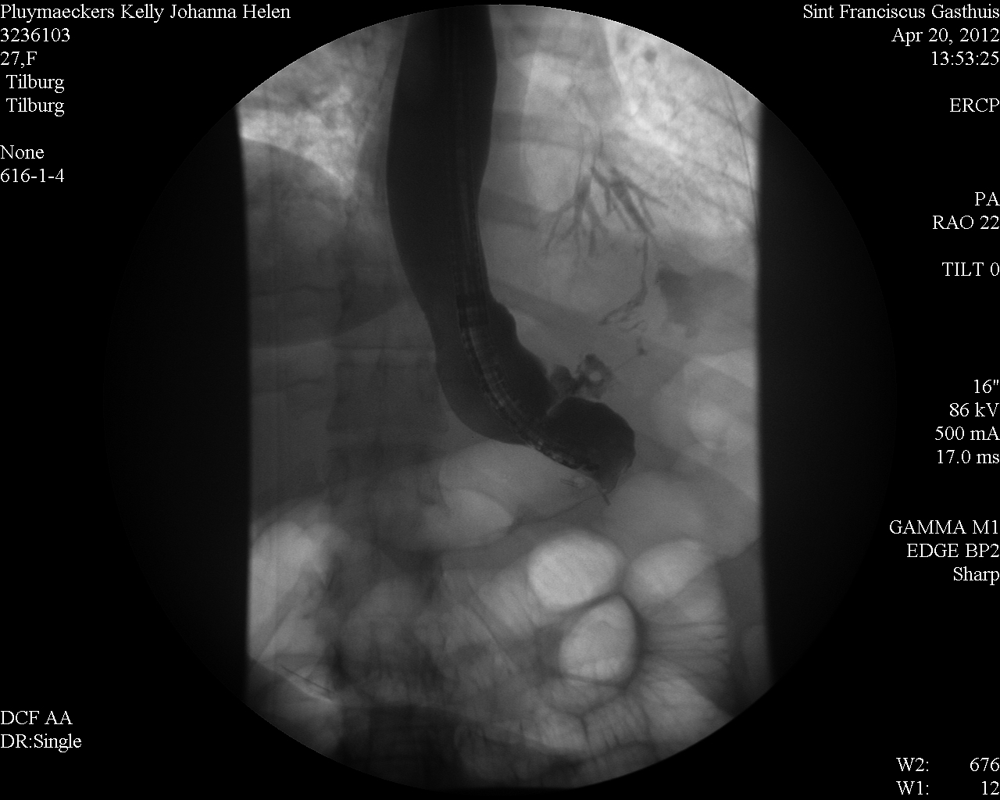 Pluymaeckers Kelly Johanna Helen
3236103
27,F
Tilburg
Tilburg
None
616-1-4
Sint Franciscus Gasthuis
Apr 20, 2012
13:53:25
ERCP
PA
RAO 22
TILT 0
16"
86 kV
500 mA
17.0 ms
GAMMA M1
EDGE BP2
Sharp
DCF AA
DR:Single
W2: 676
W1: 12